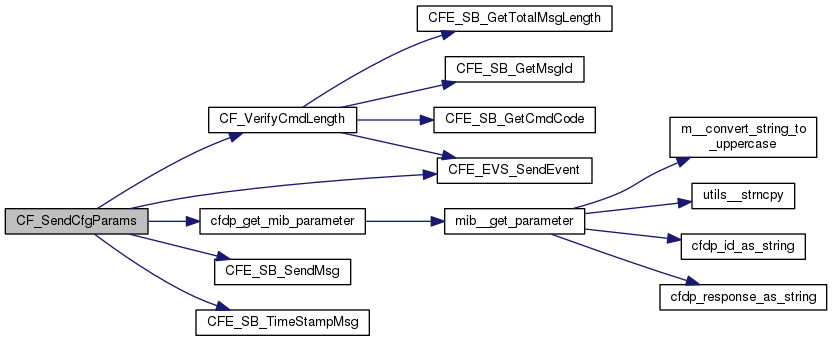 CFE_SB_GetTotalMsgLength
CFE_SB_GetMsgId
CF_VerifyCmdLength
CFE_SB_GetCmdCode
m__convert_string_to
_uppercase
CFE_EVS_SendEvent
utils__strncpy
CF_SendCfgParams
cfdp_get_mib_parameter
mib__get_parameter
cfdp_id_as_string
CFE_SB_SendMsg
cfdp_response_as_string
CFE_SB_TimeStampMsg